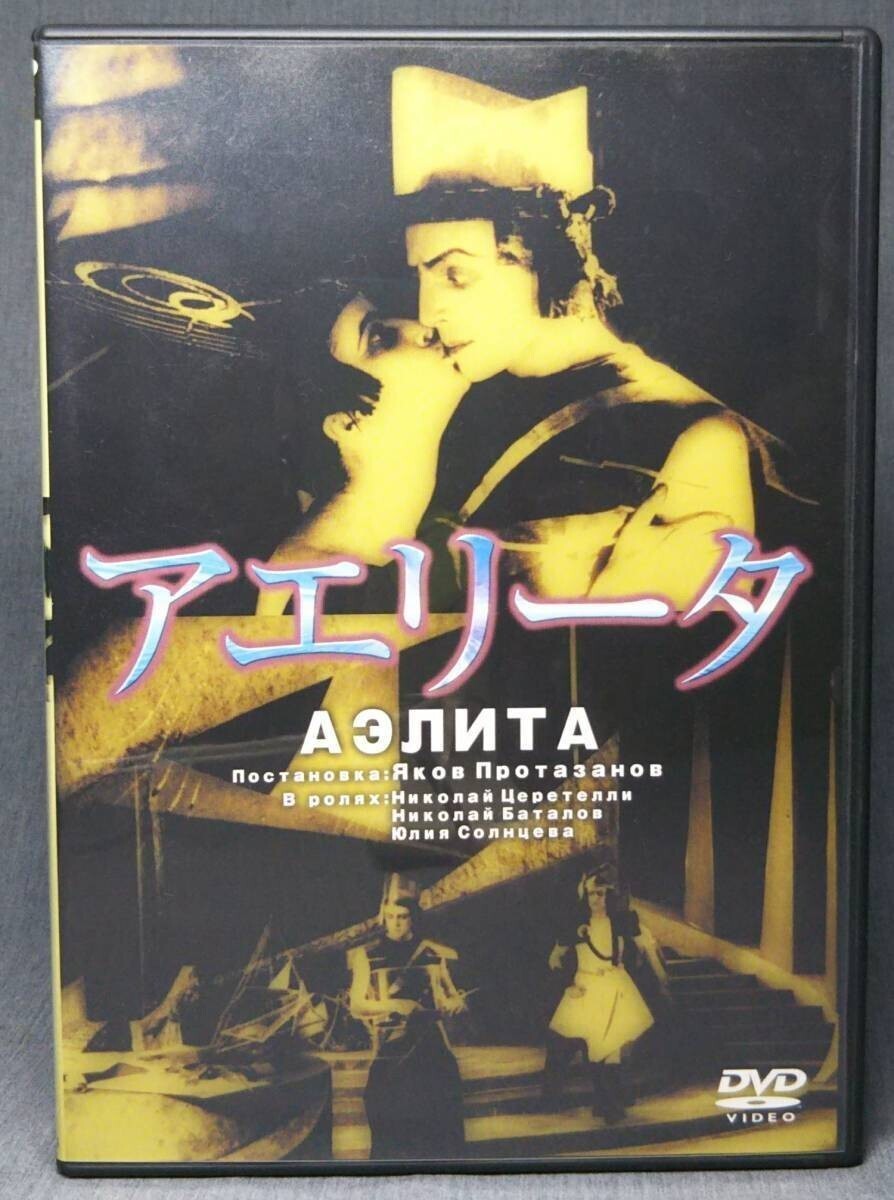 アエリータ
АЭЛИТА
Постановка:Яков Протазанов
В ролях:Николай Церетелли
Николай Баталов
Юлия Солнцева
DVD
VIDEO